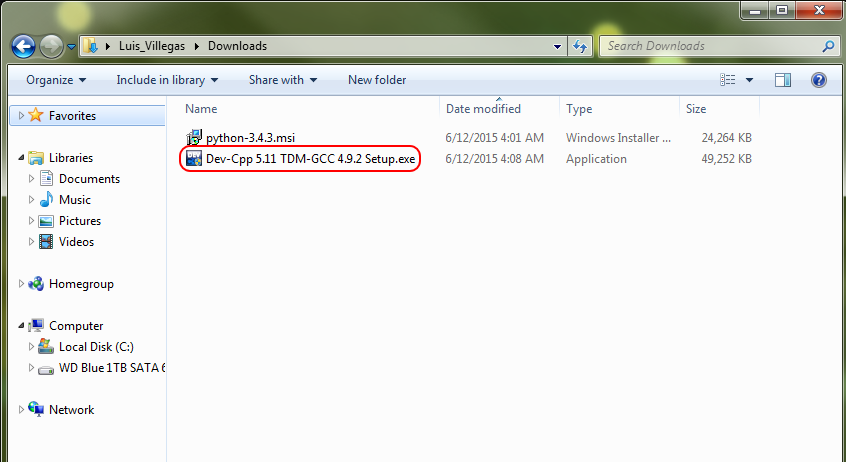 Luis_Villegas Downloads Search Downloads
Organize Include in library Share with New folder
Name Date modified Type Size
Favorites
python-3.4.3.msi 6/12/2015 4:01 AM Windows Installer ... 24,264 KB
Dev-Cpp 5.11 TDM-GCC 4.9.2 Setup.exe 6/12/2015 4:08 AM Application 49,252 KB
Libraries
Documents
Music
Pictures
Videos
Homegroup
Computer
Local Disk (C:)
WD Blue 1TB SATA 6
Network